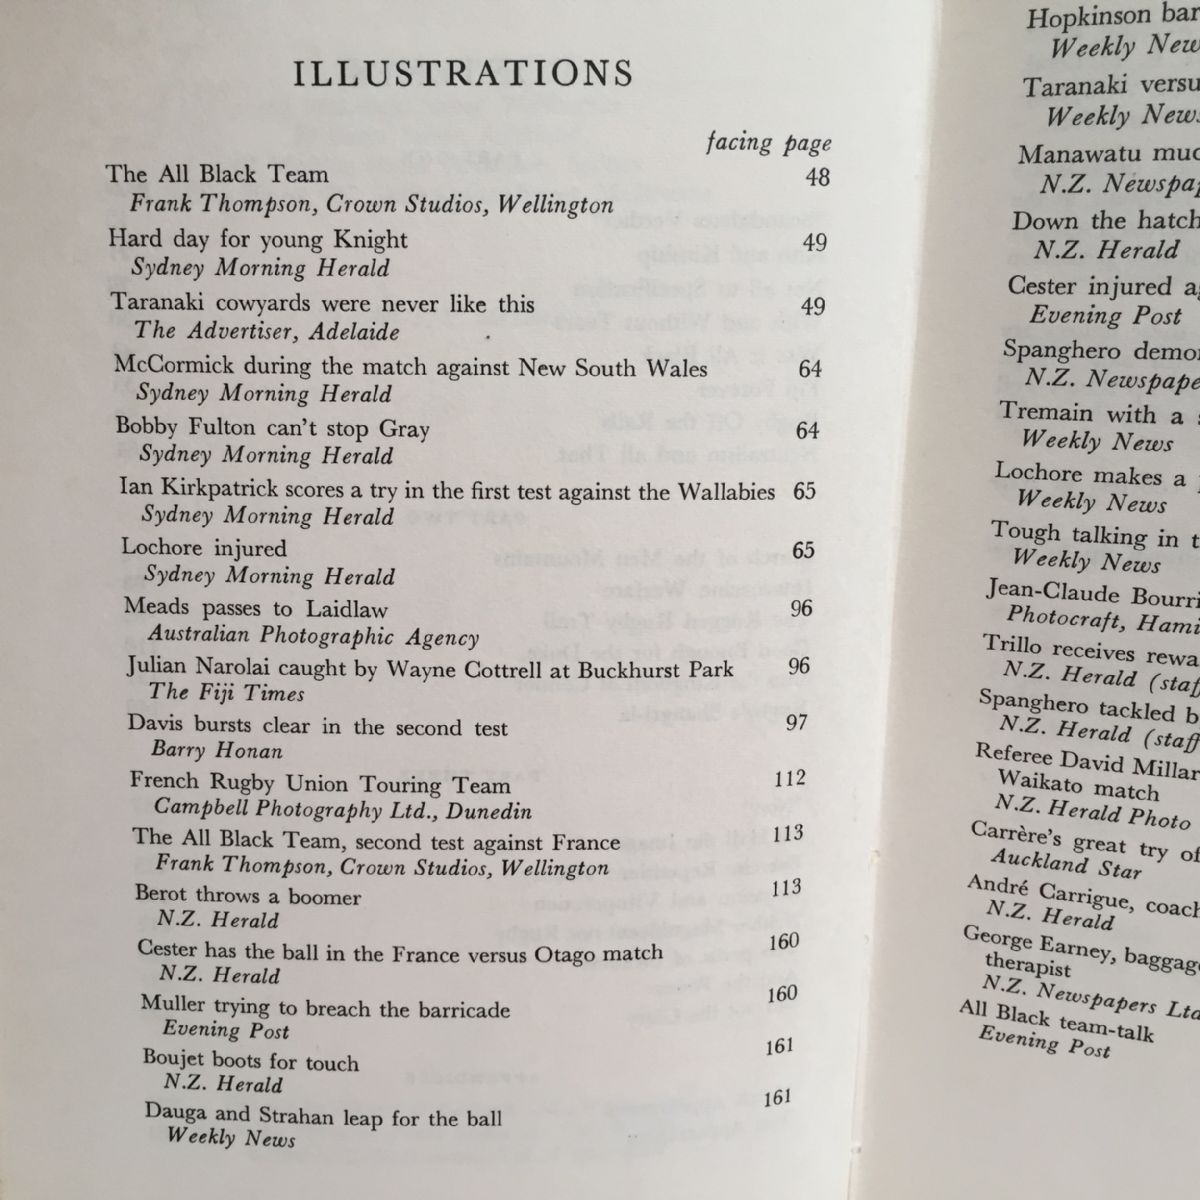 ILLUSTRATIONS
facing page
The All Black Team 48
Frank Thompson, Crown Studios, Wellington
Hard day for young Knight 49
Sydney Morning Herald
Taranaki cowyards were never like this 49
The Advertiser, Adelaide
McCormick during the match against New South Wales 64
Sydney Morning Herald
Bobby Fulton can't stop Gray 64
Sydney Morning Herald
Ian Kirkpatrick scores a try in the first test against the Wallabies 65
Sydney Morning Herald
Lochore injured 65
Sydney Morning Herald
Meads passes to Laidlaw 96
Australian Photographic Agency
Julian Narolai caught by Wayne Cottrell at Buckhurst Park 96
The Fiji Times
Davis bursts clear in the second test 97
Barry Honan
French Rugby Union Touring Team 112
Campbell Photography Ltd., Dunedin
The All Black Team, second test against France 113
Frank Thompson, Crown Studios, Wellington
Berot throws a boomer 113
N.Z. Herald
Cester has the ball in the France versus Otago match 160
N.Z. Herald
Muller trying to breach the barricade 160
Evening Post
Boujet boots for touch 161
N.Z. Herald
Dauga and Strahan leap for the ball 161
Weekly News
Hopkinson
Weekly
Taranaki
Weekly
Manawatu
N.Z.
Down the hatch
N.Z. Herald
Cester injured
Evening Post
Spanghero
N.Z.
Tremain with a
Weekly News
Lochore makes a
Weekly News
Tough talking in
Weekly News
Jean-Claude
Photocraft,
Trillo receives
N.Z. Herald
Spanghero tackled
N.Z. Herald
Referee David Millar
Waikato match
N.Z. Herald Photo
Carrère's great try
Auckland Star
André Carrigue,
N.Z. Herald
George Earney,
therapist
N.Z. Newspapers
All Black team-talk
Evening Post